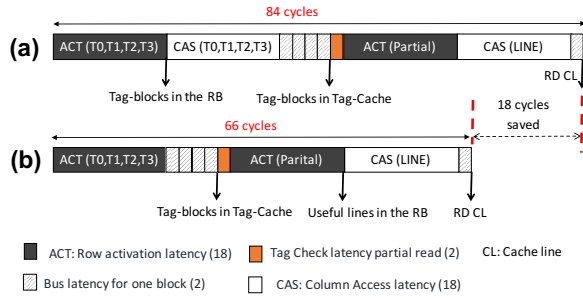 84 cycles
(a)
ACT (T0,T1,T2,T3) CAS (T0,T1,T2,T3) ACT (Partial) CAS (LINE)
RD CL
Tag-blocks in the RB Tag-blocks in Tag-Cache
66 cycles
18 cycles
saved
(b)
ACT (T0,T1,T2,T3) ACT (Parital) CAS (LINE)
Tag-blocks in Tag-Cache Useful lines in the RB RD CL
ACT: Row activation latency (18) Tag Check latency partial read (2) CL: Cache line
Bus latency for one block (2) CAS: Column Access latency (18)